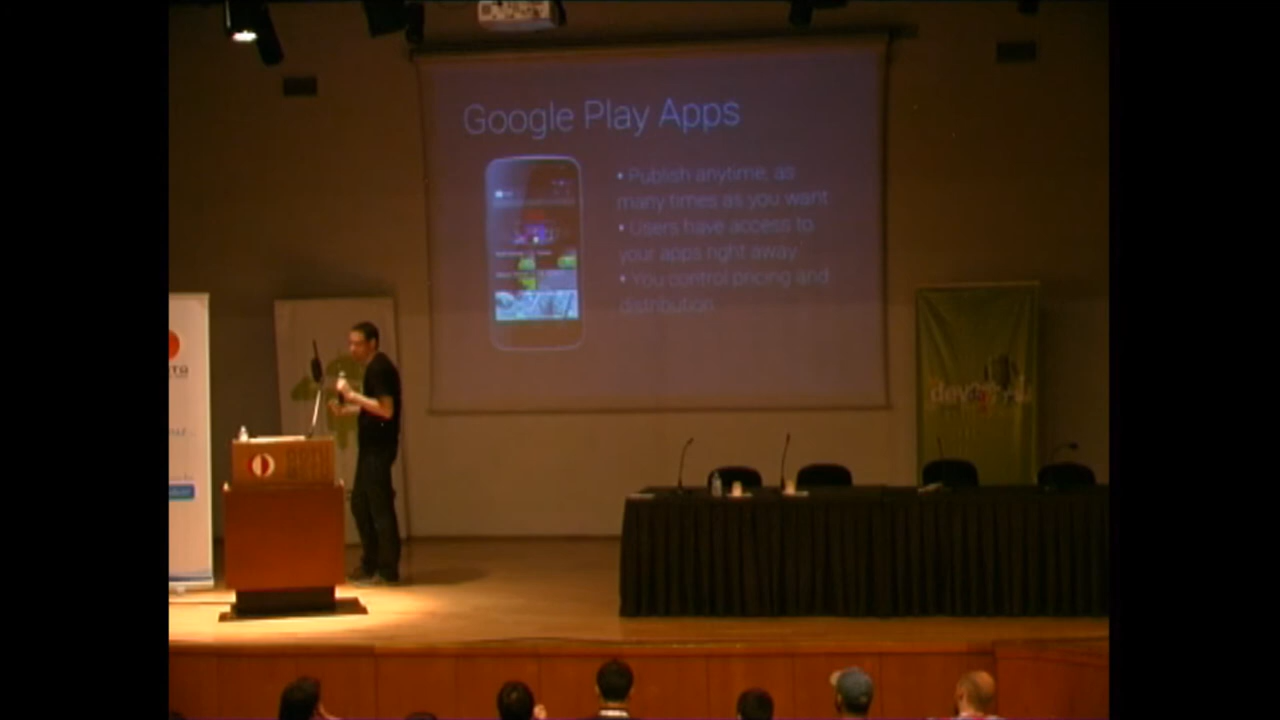 Google Play Apps
• Publish anytime, as
many times as you want
• Users have access to
your apps right away
• You control pricing and
distribution.